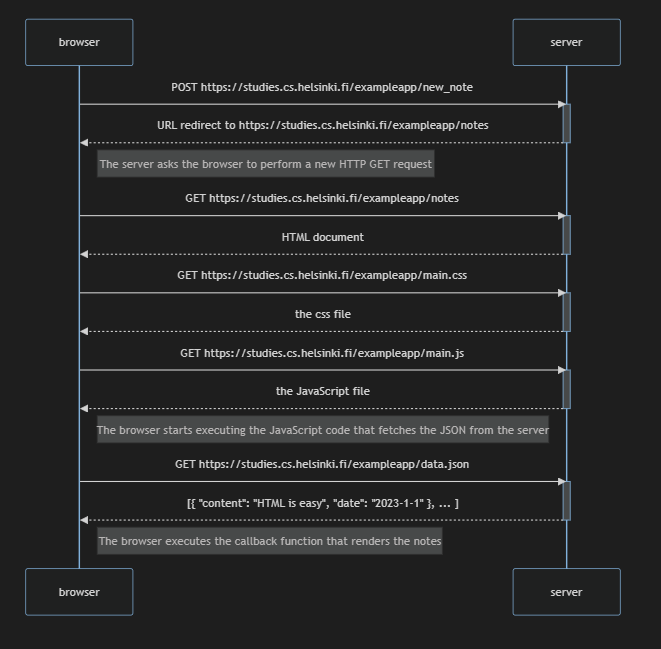 browser
server
POST https://studies.cs.helsinki.fi/exampleapp/new_note
URL redirect to https://studies.cs.helsinki.fi/exampleapp/notes
The server asks the browser to perform a new HTTP GET request
GET https://studies.cs.helsinki.fi/exampleapp/notes
HTML document
GET https://studies.cs.helsinki.fi/exampleapp/main.css
the css file
GET https://studies.cs.helsinki.fi/exampleapp/main.js
the JavaScript file
The browser starts executing the JavaScript code that fetches the JSON from the server
GET https://studies.cs.helsinki.fi/exampleapp/data.json
[{ "content": "HTML is easy", "date": "2023-1-1" }, ... ]
The browser executes the callback function that renders the notes
browser
server